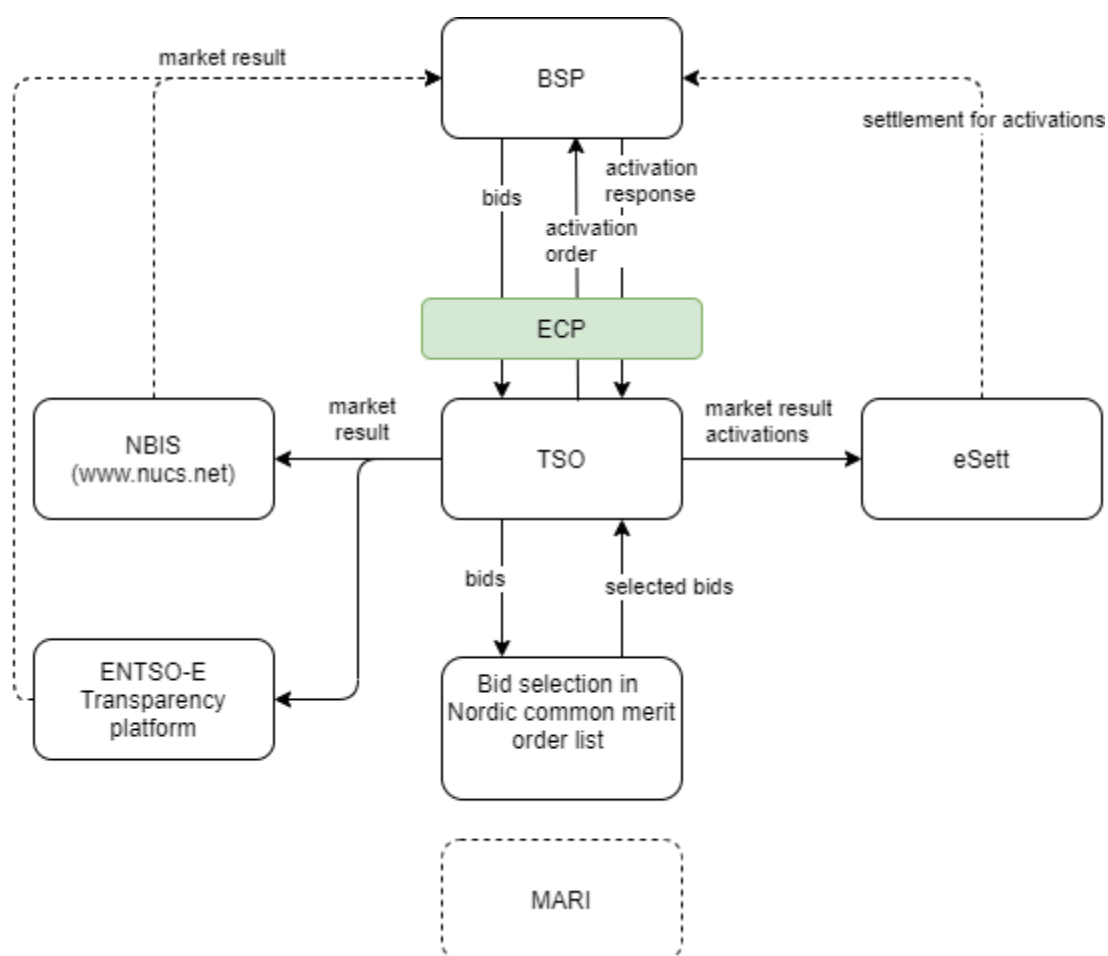 market result
BSP
settlement for activations
activation
response
bids
activation
order
ECP
market
result
market result
activations
NBIS
(www.nucs.net)
TSO
eSett
bids
selected bids
ENTSO-E
Transparency
platform
Bid selection in
Nordic common merit
order list
MARI